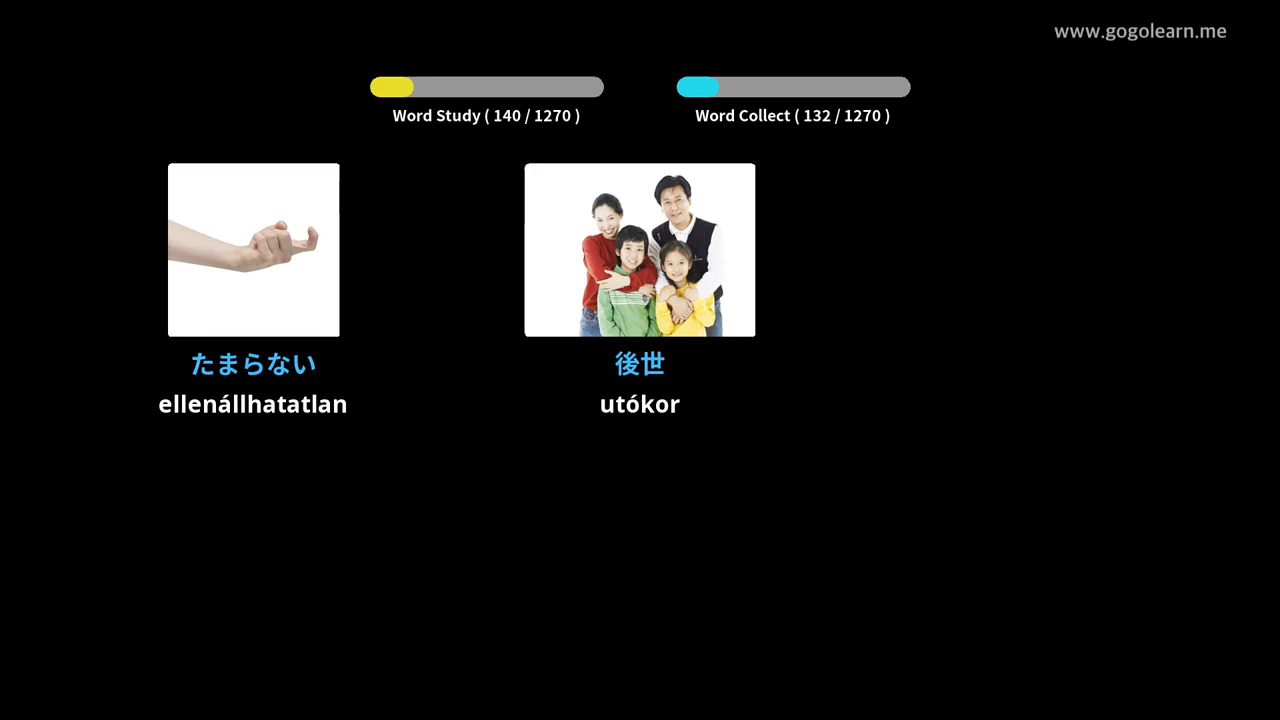 www.gogolearn.me
Word Study ( 140 / 1270 )
Word Collect ( 132 / 1270 )
たまらない
ellenállhatatlan
後世
utókor